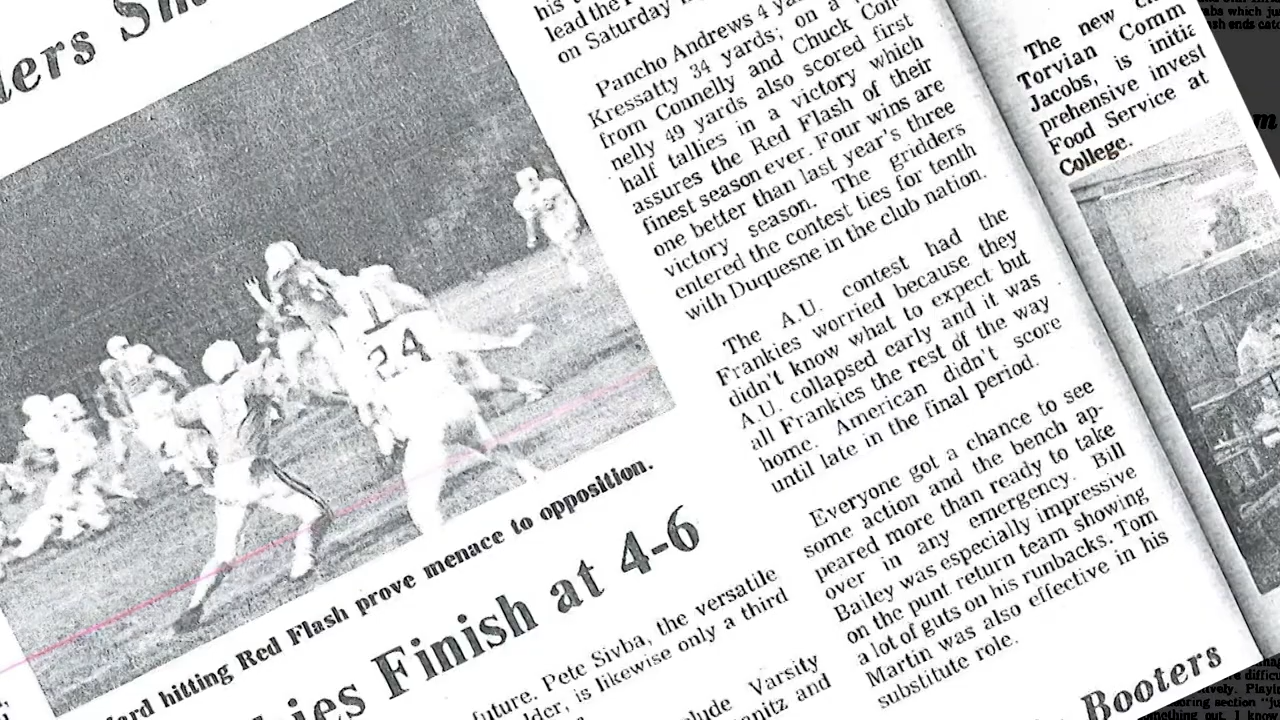 his
lead the
on Saturday
Pancho Andrews 4
Kressatty 34 yards; on a
from Connelly and Chuck Con-
nelly 49 yards also scored first
half tallies in a victory which
assures the Red Flash of their
finest season ever. Four wins are
one better than last year's three
victory season. The gridders
entered the contest ties for tenth
with Duquesne in the club nation.
The A.U. contest had the
Frankies worried because they
didn't know what to expect but
A.U. collapsed early and it was
all Frankies the rest of the way
home. American didn't score
until late in the final period.
Everyone got a chance to see
some action and the bench ap-
peared more than ready to take
over in any emergency. Bill
Bailey was especially impressive
on the punt return team showing
a lot of guts on his runbacks. Tom
Martin was also effective in his
substitute role.
24
hitting Red Flash prove menace to opposition.
Finish at 4-6
future. Pete Sivba, the versatile
is likewise only a third
Varsity
and
Booters
The new
Torvian Comm
Jacobs, is initia
prehensive invest
Food Service at
College.